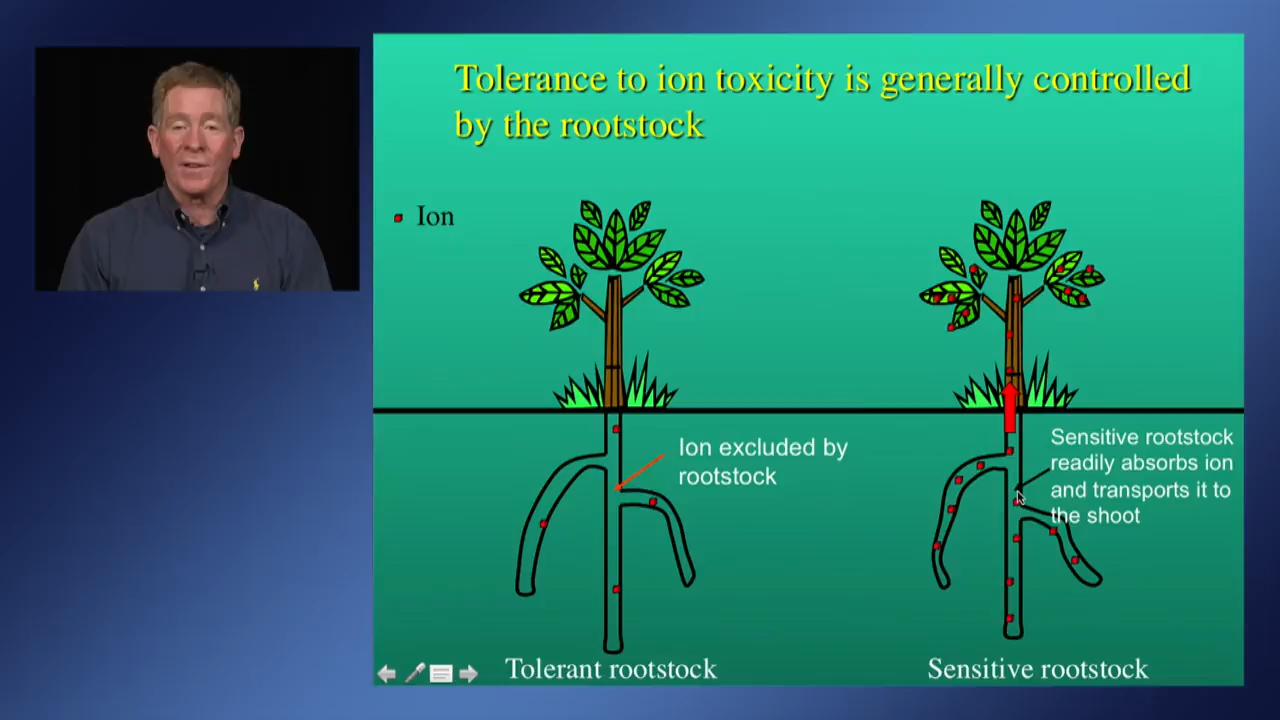 Tolerance to ion toxicity is generally controlled
by the rootstock
Ion
Ion excluded by
rootstock
Sensitive rootstock
readily absorbs ion
and transports it to
the shoot
Tolerant rootstock
Sensitive rootstock